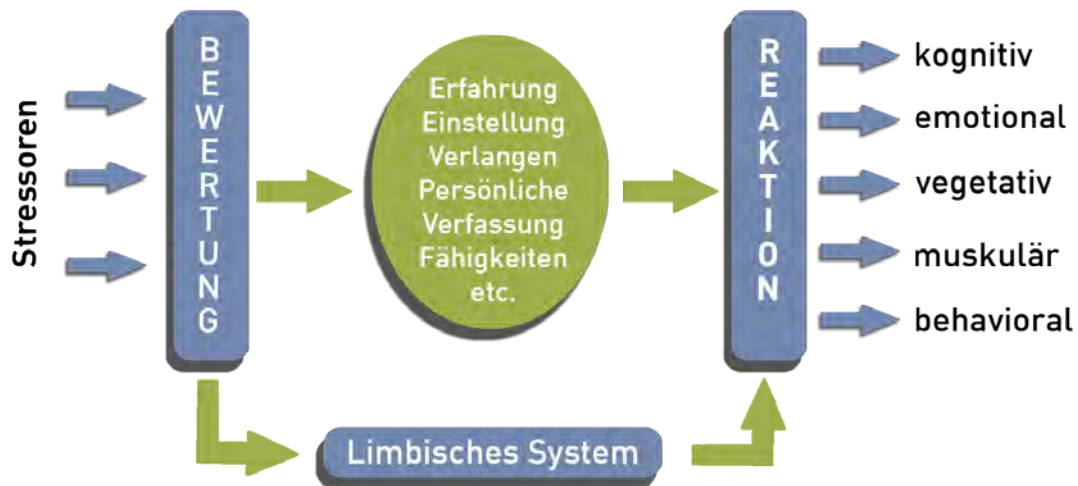 Stressoren
BEWERTUNG
Erfahrung
Einstellung
Verlangen
Persönliche
Verfassung
Fähigkeiten
etc.
Limbisches System
REAKTION
kognitiv
emotional
vegetativ
muskulär
behavioral